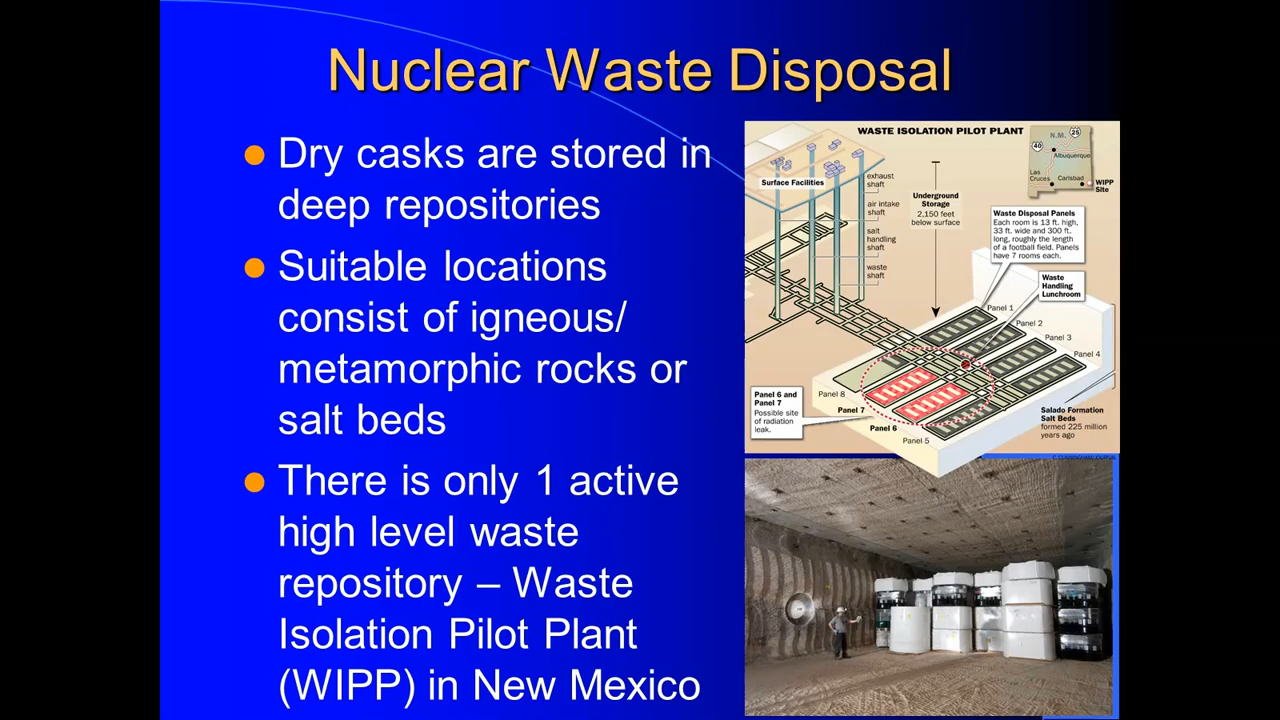 Nuclear Waste Disposal
Dry casks are stored in
deep repositories
Suitable locations
consist of igneous/
metamorphic rocks or
salt beds
There is only 1 active
high level waste
repository – Waste
Isolation Pilot Plant
(WIPP) in New Mexico
WASTE ISOLATION PILOT PLANT
N.M.
25
40
Albuquerque
Las
Cruces
Carlsbad
WIPP
Site
Surface Facilities
exhaust
shaft
air intake
shaft
salt
handling
shaft
waste
shaft
Underground
Storage
2,150 feet
below surface
Waste Disposal Panels
Each room is 13 ft. high,
33 ft. wide and 300 ft.
long, roughly the length
of a football field. Panels
have 7 rooms each.
Waste
Handling
Lunchroom
Panel 1
Panel 2
Panel 3
Panel 4
Panel 8
Panel 7
Panel 6
Panel 5
Panel 6 and
Panel 7
Possible site
of radiation
leak.
Salado Formation
Salt Beds
formed 225 million
years ago